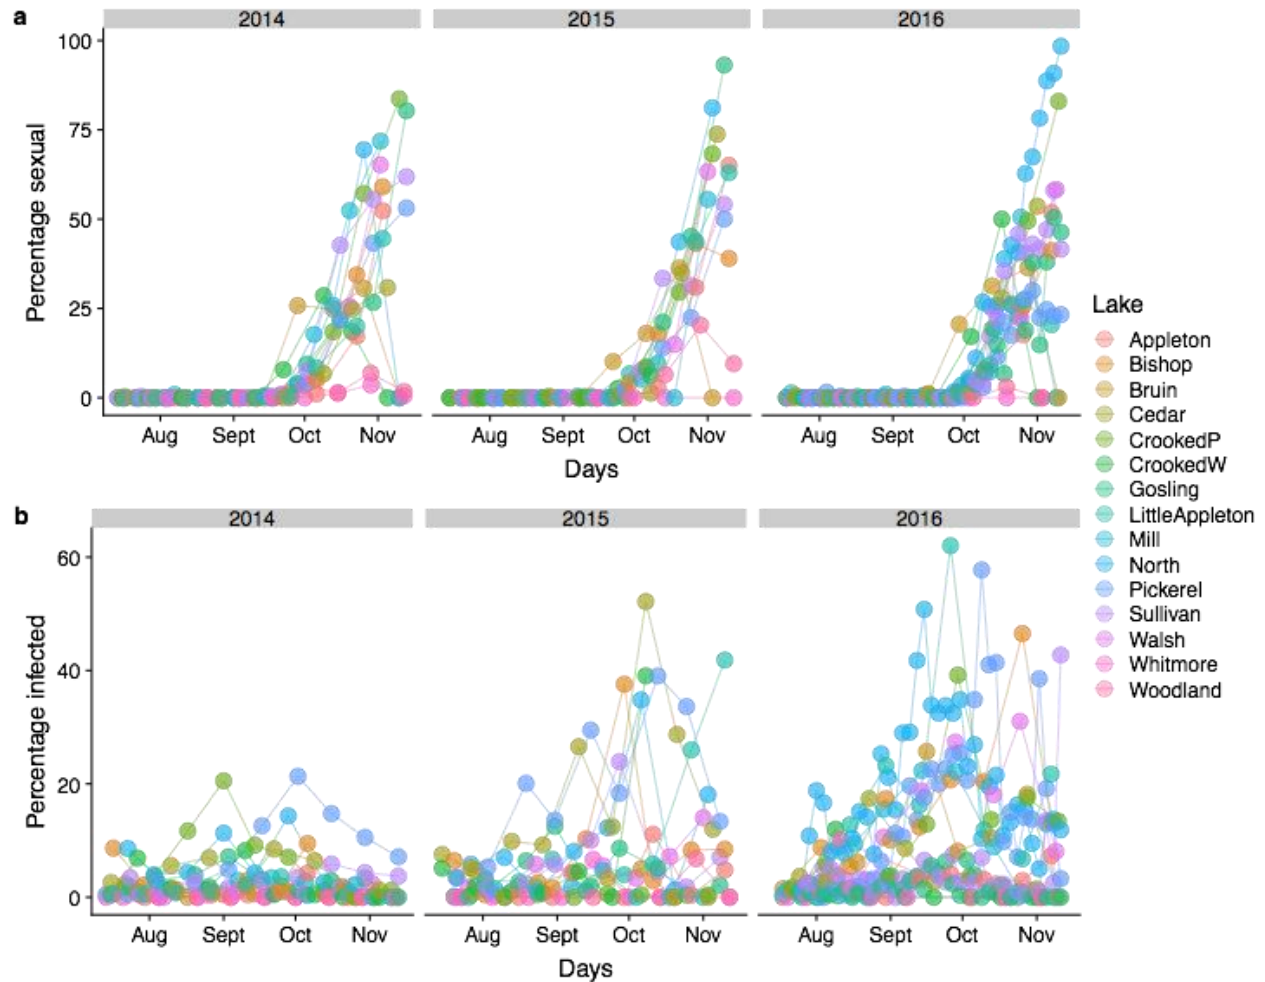 a
2014 2015 2016
100
75
50
25
0
Percentage sexual
Aug Sept Oct Nov Aug Sept Oct Nov Aug Sept Oct Nov
Days
b
2014 2015 2016
60
40
20
0
Percentage infected
Aug Sept Oct Nov Aug Sept Oct Nov Aug Sept Oct Nov
Days
Lake
Appleton
Bishop
Bruin
Cedar
CrookedP
CrookedW
Gosling
LittleAppleton
Mill
North
Pickerel
Sullivan
Walsh
Whitmore
Woodland